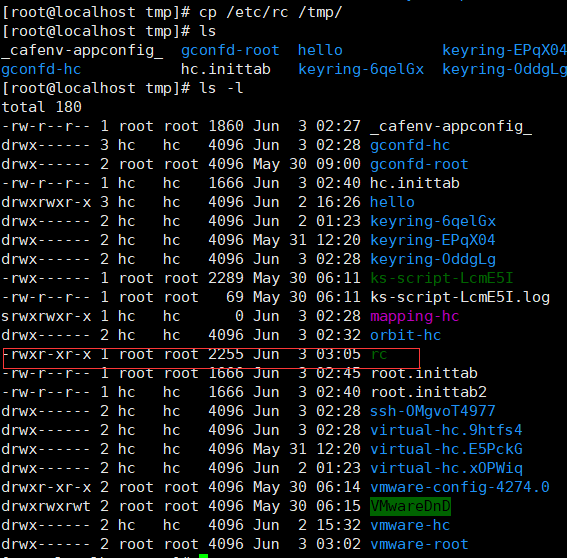 [root@localhost tmp]# cp /etc/rc /tmp/
[root@localhost tmp]# ls
_cafenv-appconfig_  gconfd-root  hello          keyring-EPqX04
gconfd-hc           hc.inittab   keyring-6qelGx  keyring-OddgLg
[root@localhost tmp]# ls -l
total 180
-rw-r--r-- 1 root root 1860 Jun  3 02:27 _cafenv-appconfig_
drwx------ 3 hc   hc   4096 Jun  3 02:28 gconfd-hc
drwx------ 2 root root 4096 May 30 09:00 gconfd-root
-rw-r--r-- 1 hc   hc   1666 Jun  3 02:40 hc.inittab
drwxrwxr-x 3 hc   hc   4096 Jun  2 16:26 hello
drwx------ 2 hc   hc   4096 Jun  2 01:23 keyring-6qelGx
drwx------ 2 hc   hc   4096 May 31 12:20 keyring-EPQX04
drwx------ 2 hc   hc   4096 Jun  3 02:28 keyring-OddgLg
-rwx------ 1 root root 2289 May 30 06:11 ks-script-LcmE5I
-rw-r--r-- 1 root root   69 May 30 06:11 ks-script-LcmE5I.log
srwxrwxr-x 1 hc   hc      0 Jun  3 02:28 mapping-hc
drwx------ 2 hc   hc   4096 Jun  3 02:32 orbit-hc
-rwxr-xr-x 1 root root 2255 Jun  3 03:05 rc
-rw-r--r-- 1 hc   hc   1666 Jun  3 02:45 root.inittab
-rw-r--r-- 1 hc   hc   1666 Jun  3 02:40 root.inittab2
drwx------ 2 hc   hc   4096 Jun  3 02:28 ssh-OMgvoT4977
drwx------ 2 hc   hc   4096 Jun  3 02:28 virtual-hc.9htfs4
drwx------ 2 hc   hc   4096 May 31 12:20 virtual-hc.E5PckG
drwx------ 2 hc   hc   4096 Jun  2 01:23 virtual-hc.xOPWiq
drwxr-xr-x 2 root root 4096 May 30 06:14 vmware-config-4274.0
drwxrwxrwt 2 root root 4096 May 30 06:15 VMwareDnD
drwx------ 2 hc   hc   4096 Jun  2 15:32 vmware-hc
drwx------ 2 root root 4096 Jun  3 03:02 vmware-root